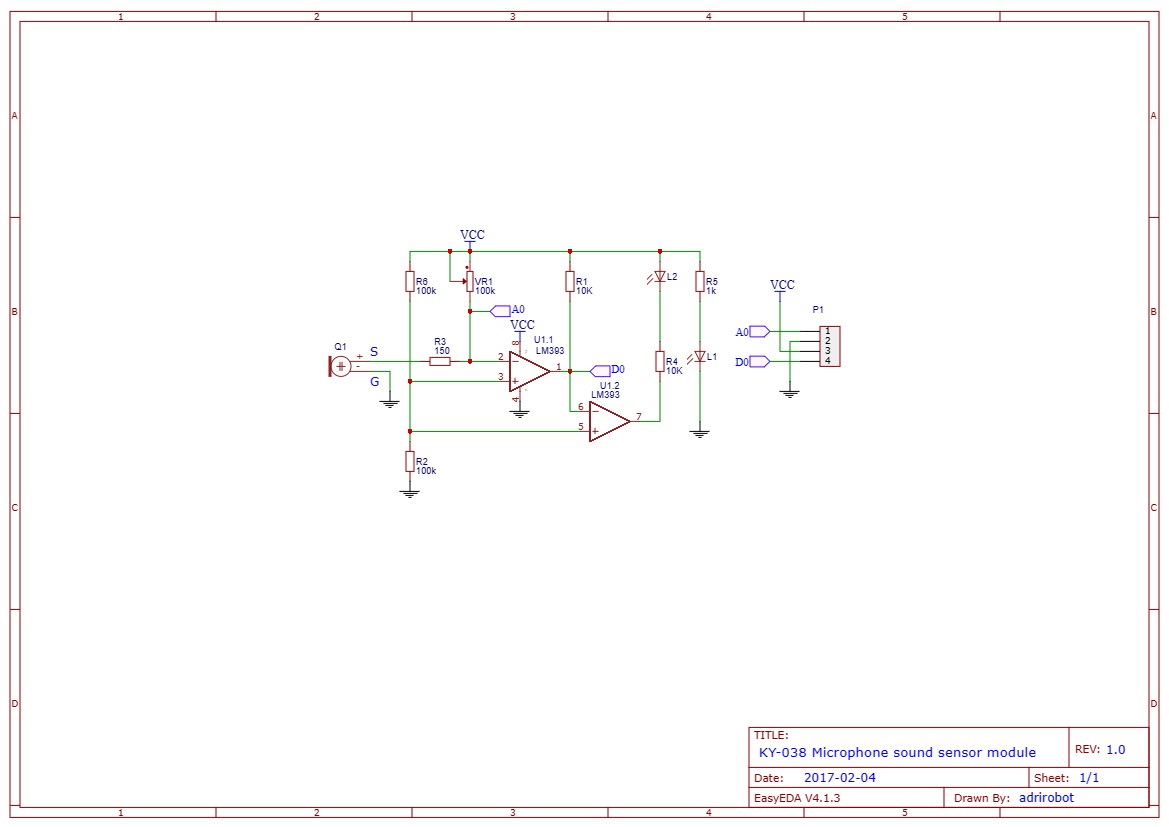 1 2 3 4 5
A A
VCC
R6
100k
VR1
100k
R1
10K
L2
R5
1k
VCC
P1
B B
A0
VCC
8
U1.1
LM393
A0
1
2
3
4
D0
Q1
+
-
S
G
R3
150
2
3
-
+
1
4
D0
R4
10K
L1
U1.2
LM393
6
5
-
+
7
R2
100k
C C
D D
TITLE:
KY-038 Microphone sound sensor module
REV: 1.0
Date: 2017-02-04
Sheet: 1/1
EasyEDA V4.1.3
Drawn By: adrirobot
1 2 3 4 5